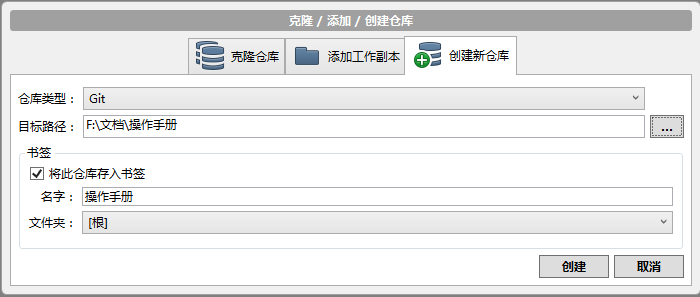 克隆 / 添加 / 创建仓库
克隆仓库 添加工作副本 创建新仓库
仓库类型： Git
目标路径： F:\文档\操作手册 ...
书签
将此仓库存入书签
名字： 操作手册
文件夹： [根]
创建 取消